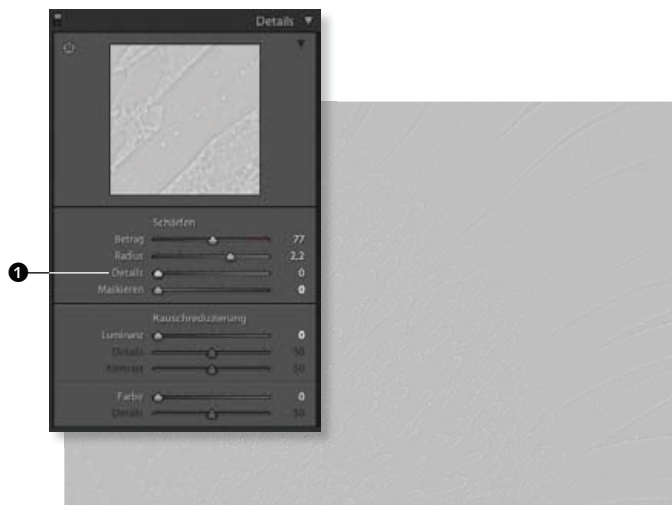 Details
Schärfen
Betrag 77
Radius 2,2
1 Details 0
Maskieren 0
Rauschreduzierung
Luminanz 0
Details 50
Kontrast 50
Farbe 0
Details 50